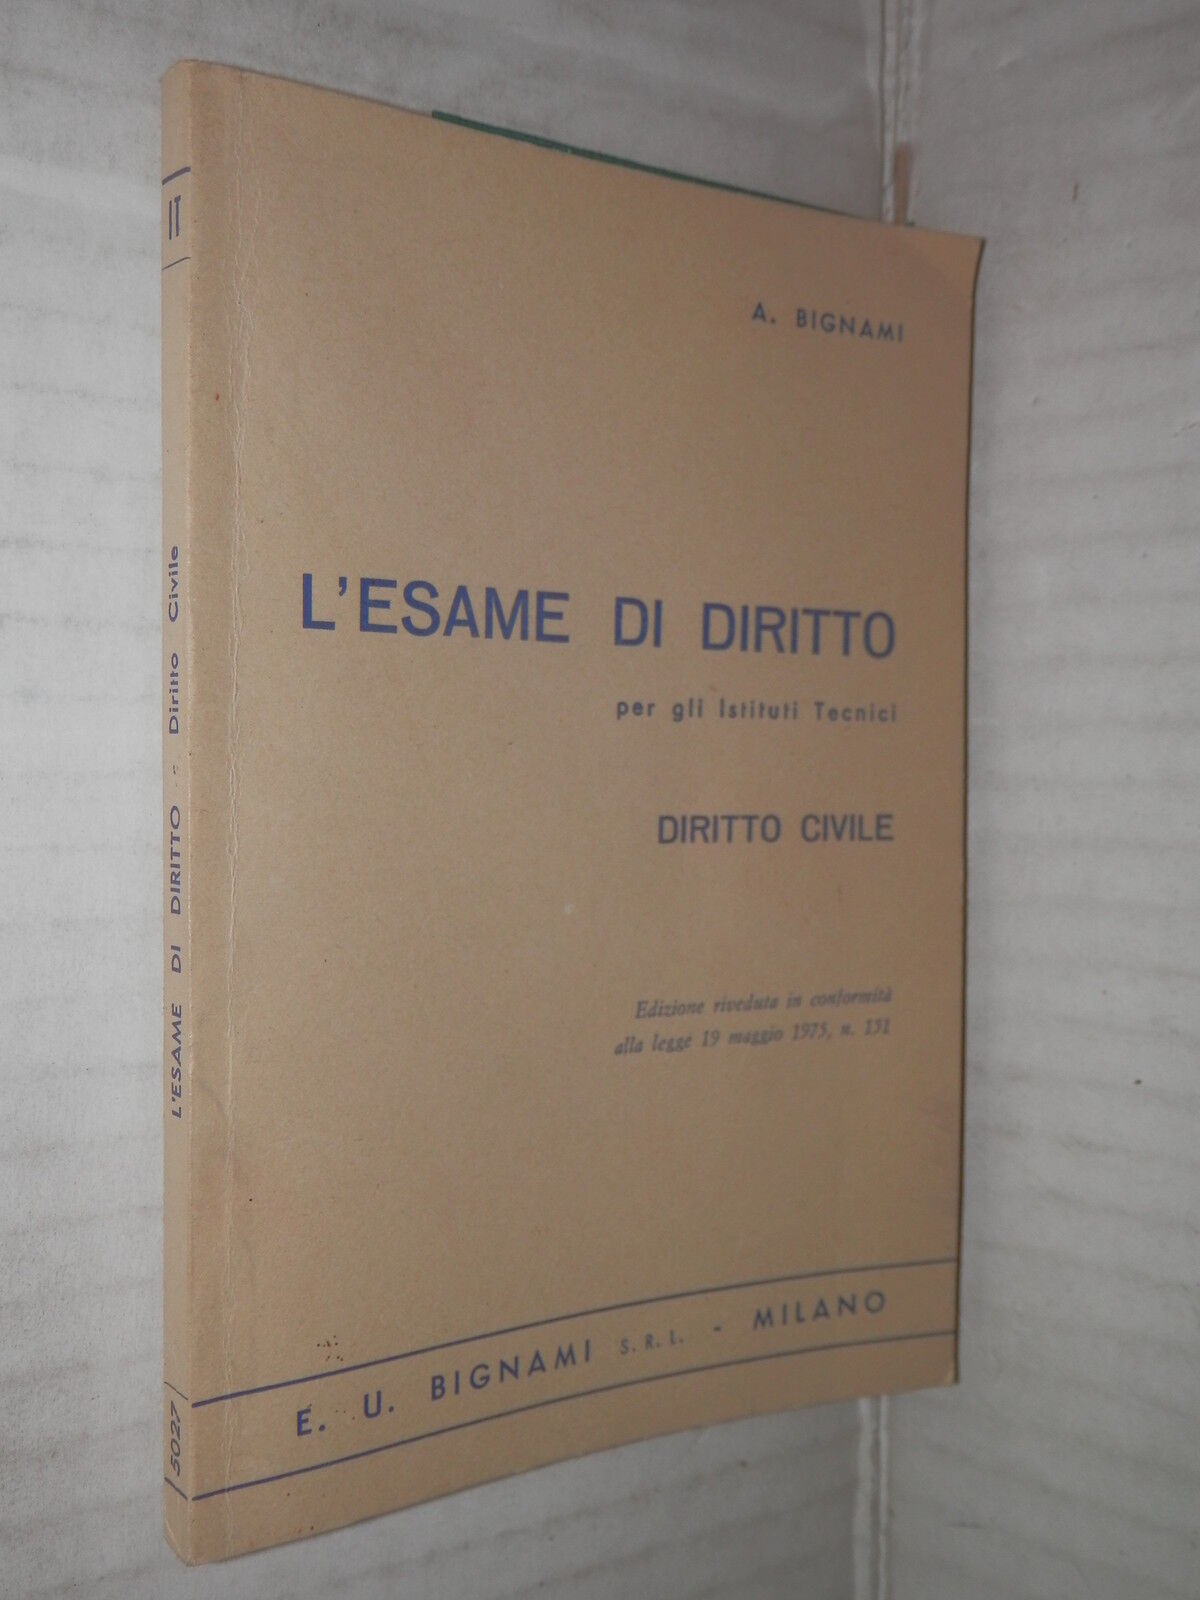 A. BIGNAMI
L'ESAME DI DIRITTO
per gli Istituti Tecnici
DIRITTO CIVILE
Edizione riveduta in conformità
alla legge 19 maggio 1975, n. 151
E. U. BIGNAMI S.R.L. - MILANO
IT
L'ESAME DI DIRITTO - Diritto Civile
5027